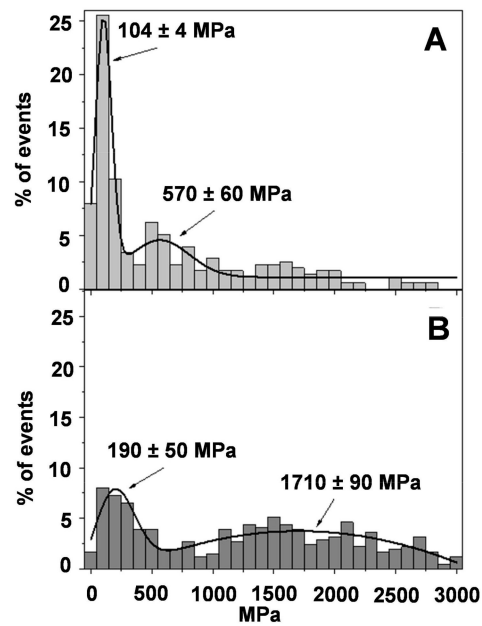 A
104 ± 4 MPa
570 ± 60 MPa
% of events
25
20
15
10
5
0
B
190 ± 50 MPa
1710 ± 90 MPa
% of events
25
20
15
10
5
0
0 500 1000 1500 2000 2500 3000
MPa